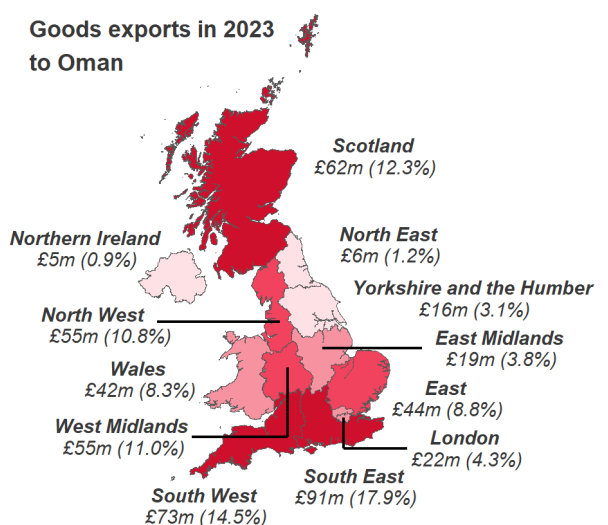 Goods exports in 2023
to Oman
Scotland
£62m (12.3%)
Northern Ireland
£5m (0.9%)
North East
£6m (1.2%)
Yorkshire and the Humber
£16m (3.1%)
North West
£55m (10.8%)
East Midlands
£19m (3.8%)
Wales
£42m (8.3%)
East
£44m (8.8%)
West Midlands
£55m (11.0%)
London
£22m (4.3%)
South East
£91m (17.9%)
South West
£73m (14.5%)